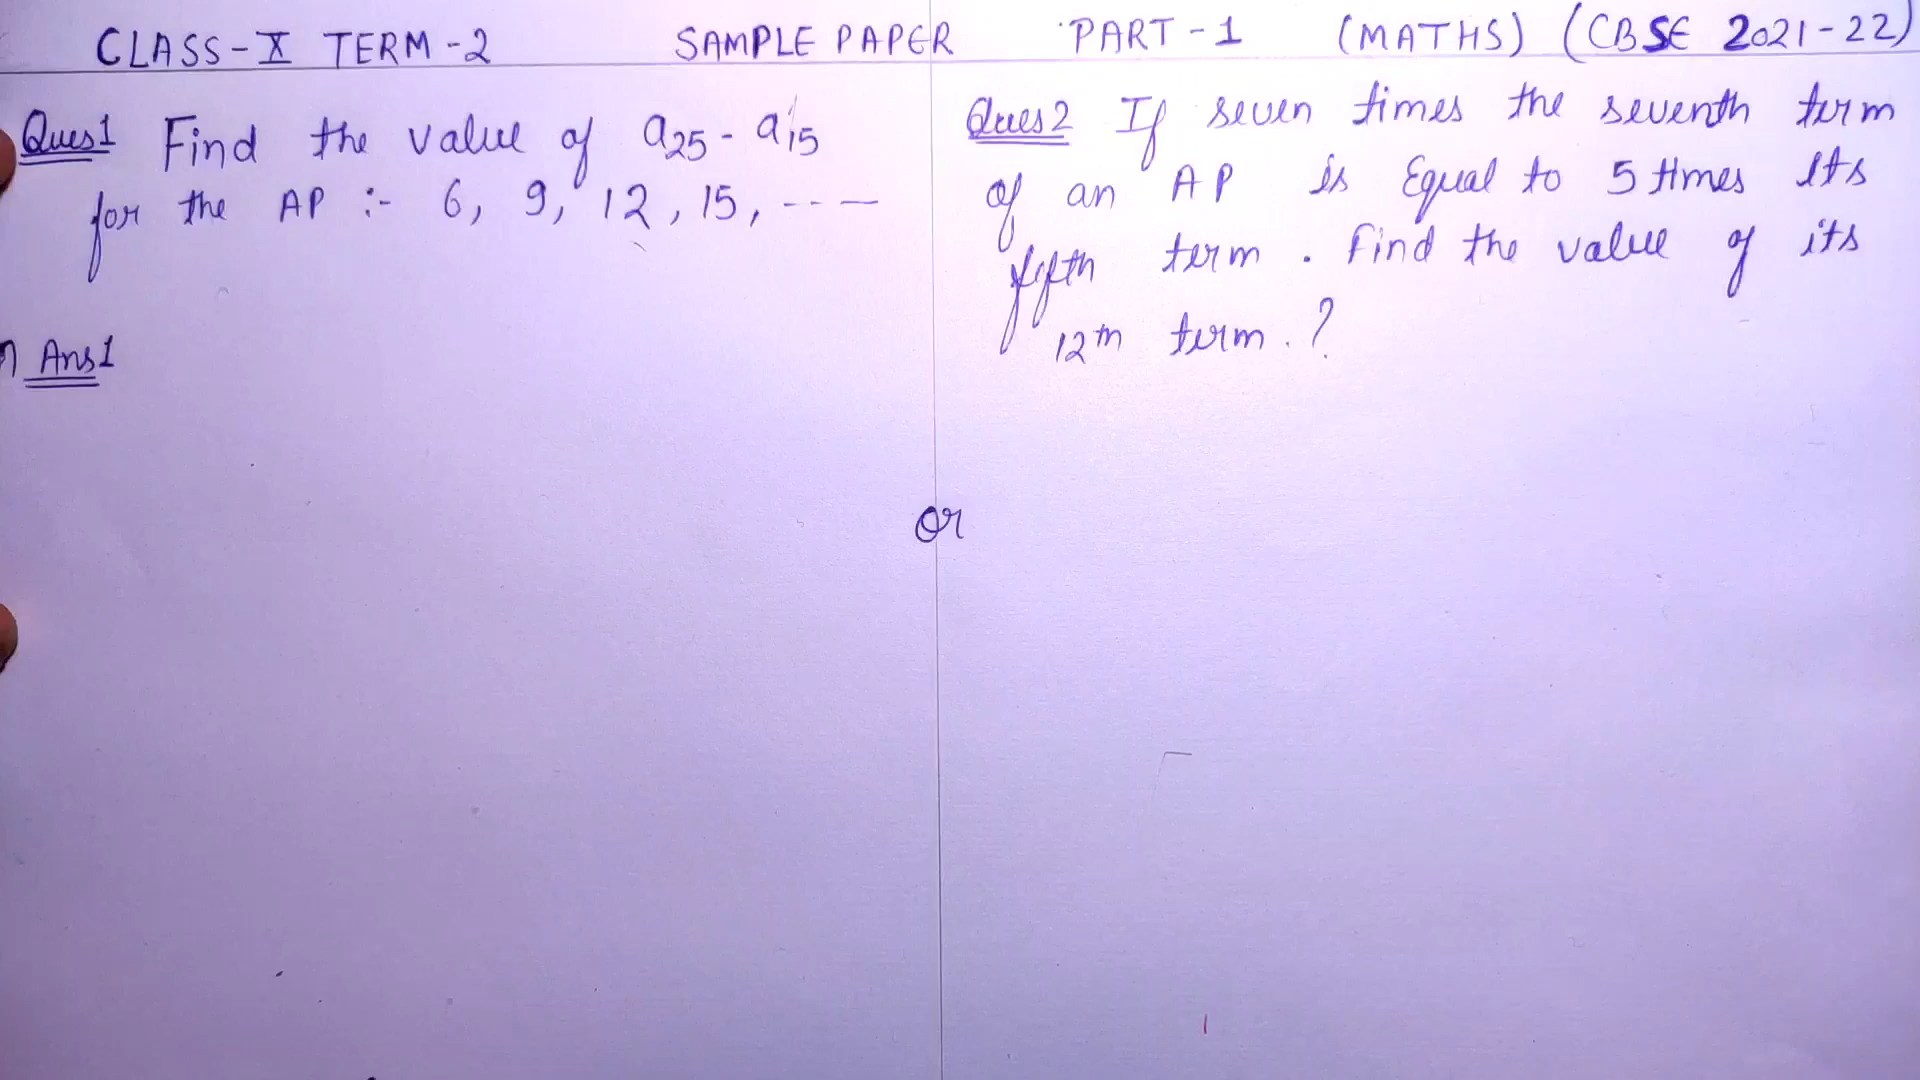 CLASS-X TERM-2 SAMPLE PAPER PART-1 (MATHS) (CBSE 2021-22)
Ques1 Find the value of a25 - a15
for the AP :- 6, 9, 12, 15, ----
Ans1
or
Ques2 If seven times the seventh term
of an AP is Equal to 5 times its
fifth term. Find the value of its
12th term.?